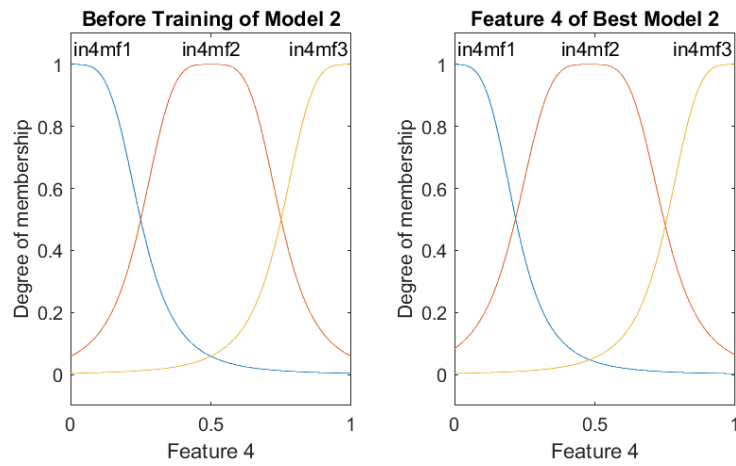 Before Training of Model 2
in4mf1 in4mf2 in4mf3
1
0.8
0.6
0.4
0.2
0
Degree of membership
0 0.5 1
Feature 4
Feature 4 of Best Model 2
in4mf1 in4mf2 in4mf3
1
0.8
0.6
0.4
0.2
0
Degree of membership
0 0.5 1
Feature 4